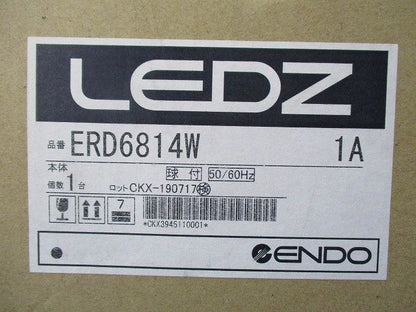 LEDZ
品番 ERD6814W 1A
本体 球付 50/60Hz
個数 1台 ロット CKX-190717 極
7
*CKX3945110001*
ENDO